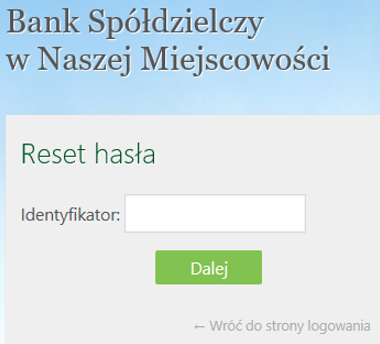 Bank Spółdzielczy
w Naszej Miejscowości
Reset hasła
Identyfikator:
Dalej
← Wróć do strony logowania